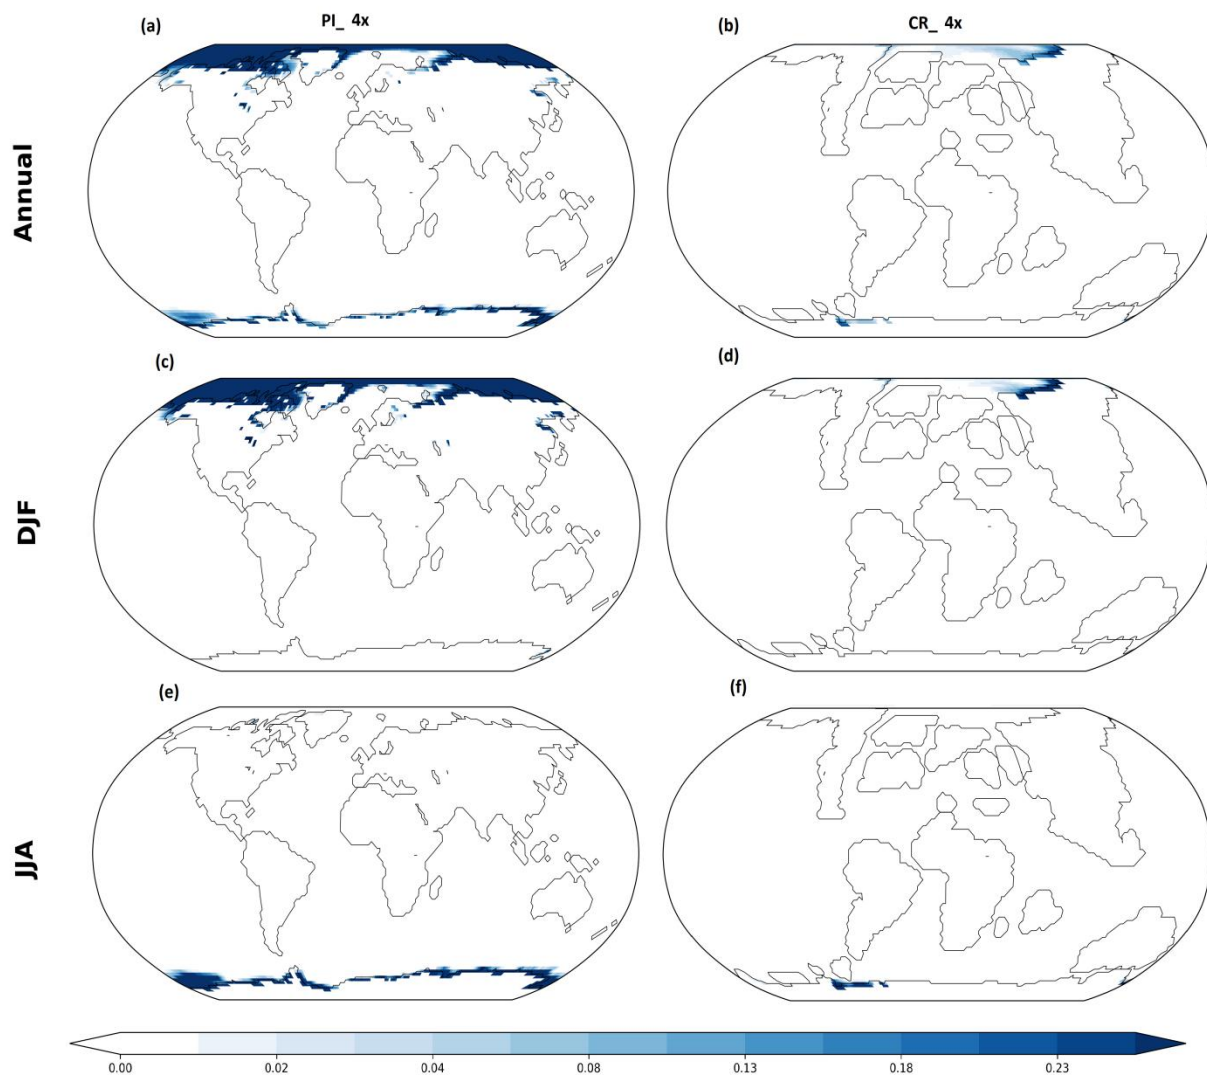 (a) PI_ 4x (b) CR_ 4x
Annual
(c) (d)
DJF
(e) (f)
JJA
0.00 0.02 0.04 0.08 0.13 0.18 0.23